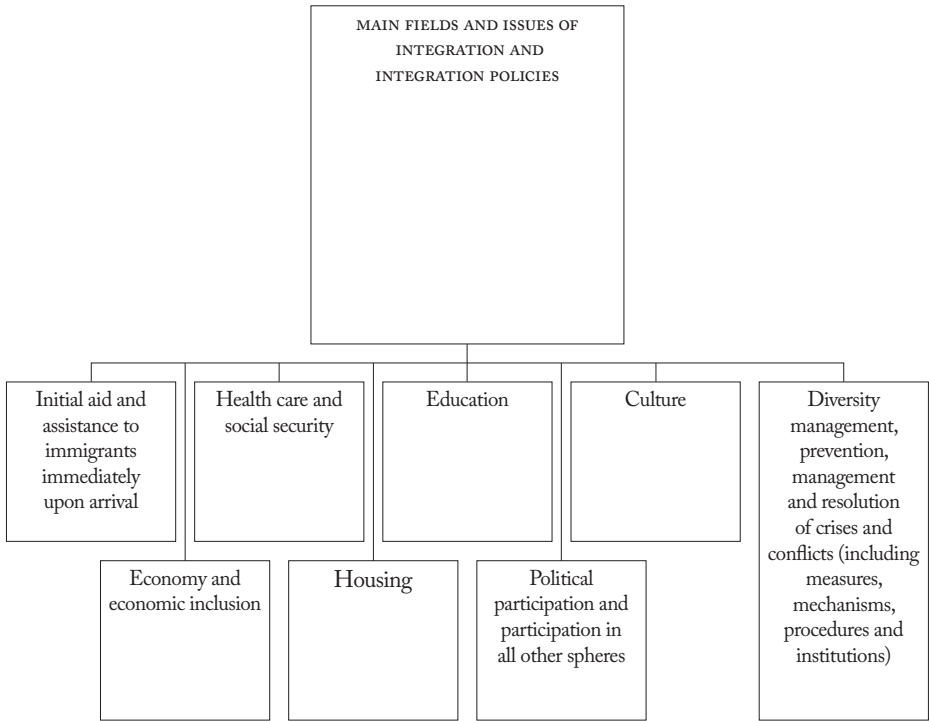 MAIN FIELDS AND ISSUES OF
INTEGRATION AND
INTEGRATION POLICIES
Initial aid and
assistance to
immigrants
immediately
upon arrival
Health care and
social security
Education
Culture
Diversity
management,
prevention,
management
and resolution
of crises and
conflicts (including
measures,
mechanisms,
procedures and
institutions)
Economy and
economic inclusion
Housing
Political
participation and
participation in
all other spheres